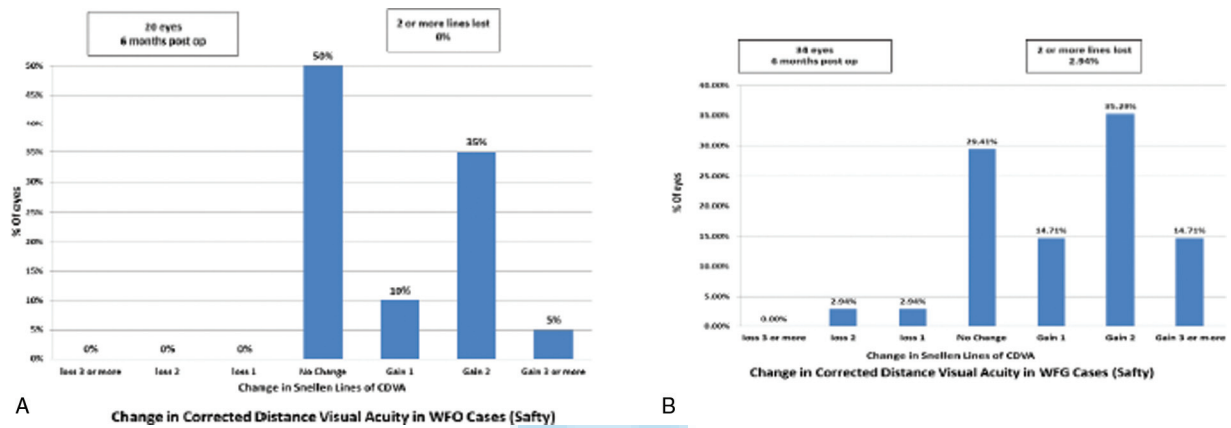 20 eyes
6 months post op
2 or more lines lost
0%
50%
45%
40%
35%
30%
25%
20%
15%
10%
5%
0%
% Of eyes
0%
0%
0%
50%
10%
35%
5%
loss 3 or more
loss 2
loss 1
No Change
Gain 1
Gain 2
Gain 3 or more
Change in Snellen Lines of CDVA
A
Change in Corrected Distance Visual Acuity in WFO Cases (Safty)
34 eyes
6 months post op
2 or more lines lost
2.94%
40.00%
35.00%
30.00%
25.00%
20.00%
15.00%
10.00%
5.00%
0.00%
% Of eyes
0.00%
2.94%
2.94%
29.41%
14.71%
35.29%
14.71%
loss 3 or more
loss 2
loss 1
No Change
Gain 1
Gain 2
Gain 3 or more
Change in Snellen Lines of CDVA
B
Change in Corrected Distance Visual Acuity in WFG Cases (Safty)